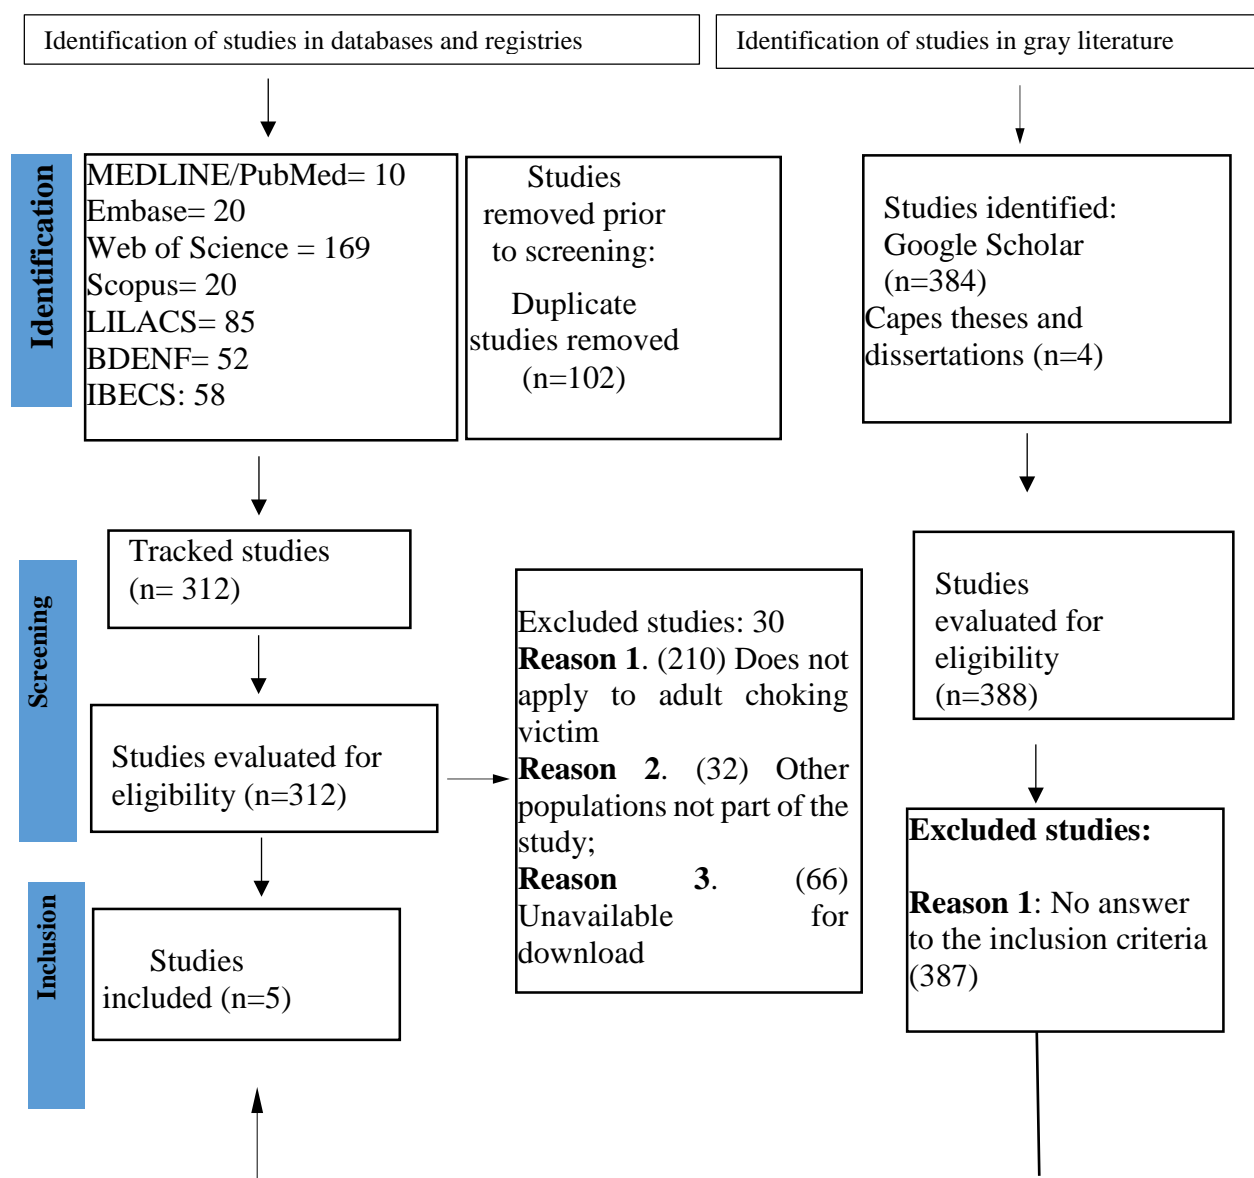 Identification of studies in databases and registries
Identification of studies in gray literature
Identification
MEDLINE/PubMed= 10
Embase= 20
Web of Science = 169
Scopus= 20
LILACS= 85
BDENF= 52
IBECS: 58
Studies
removed prior
to screening:
Duplicate
studies removed
(n=102)
Studies identified:
Google Scholar
(n=384)
Capes theses and
dissertations (n=4)
Screening
Tracked studies
(n= 312)
Studies evaluated for
eligibility (n=312)
Excluded studies: 30
Reason 1. (210) Does not
apply to adult choking
victim
Reason 2. (32) Other
populations not part of the
study;
Reason 3. (66)
Unavailable for
download
Studies
evaluated for
eligibility
(n=388)
Excluded studies:
Reason 1: No answer
to the inclusion criteria
(387)
Inclusion
Studies
included (n=5)